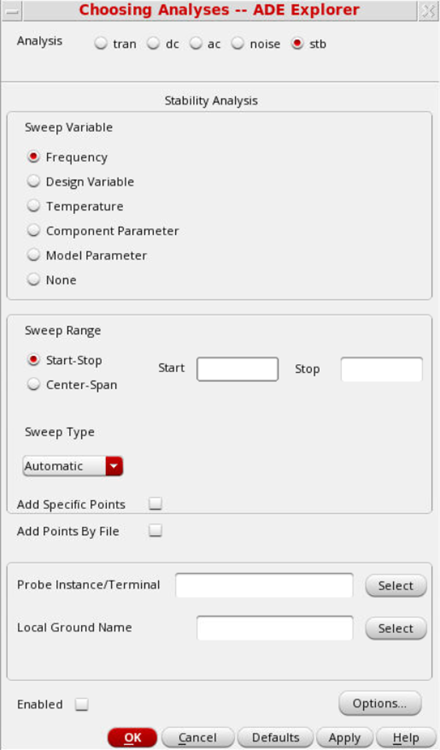 Choosing Analyses -- ADE Explorer
Analysis tran dc ac noise stb
Stability Analysis
Sweep Variable
Frequency
Design Variable
Temperature
Component Parameter
Model Parameter
None
Sweep Range
Start-Stop Start Stop
Center-Span
Sweep Type
Automatic
Add Specific Points
Add Points By File
Probe Instance/Terminal Select
Local Ground Name Select
Enabled Options...
OK Cancel Defaults Apply Help